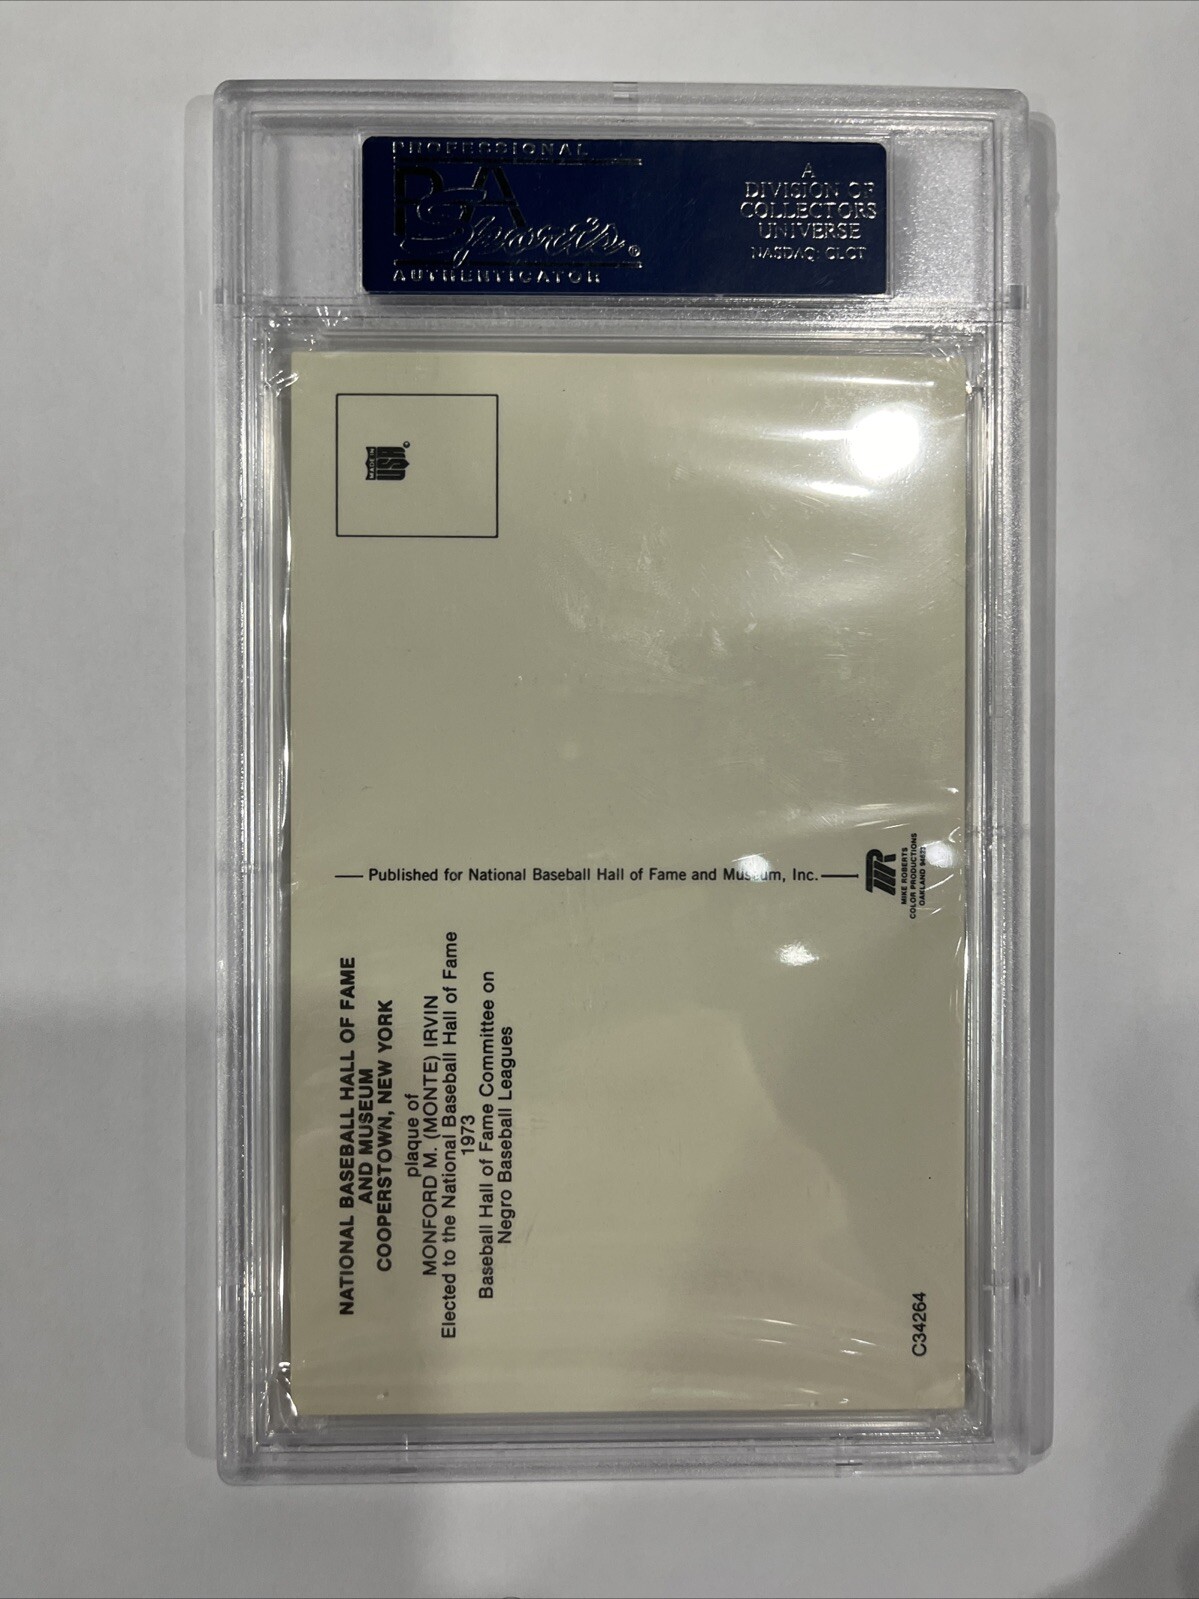 PROFESSIONAL
PSA
Sports®
AUTHENTICATOR
A
DIVISION OF
COLLECTORS
UNIVERSE
NASDAQ: CLCT
NATIONAL BASEBALL HALL OF FAME
AND MUSEUM
COOPERSTOWN, NEW YORK
plaque of
MONFORD M. (MONTE) IRVIN
Elected to the National Baseball Hall of Fame
1973
Baseball Hall of Fame Committee on
Negro Baseball Leagues
C34264
Published for National Baseball Hall of Fame and Museum, Inc.
MR
MIKE ROBERTS
COLOR PRODUCTIONS
OAKLAND 94623
MADE IN
USA